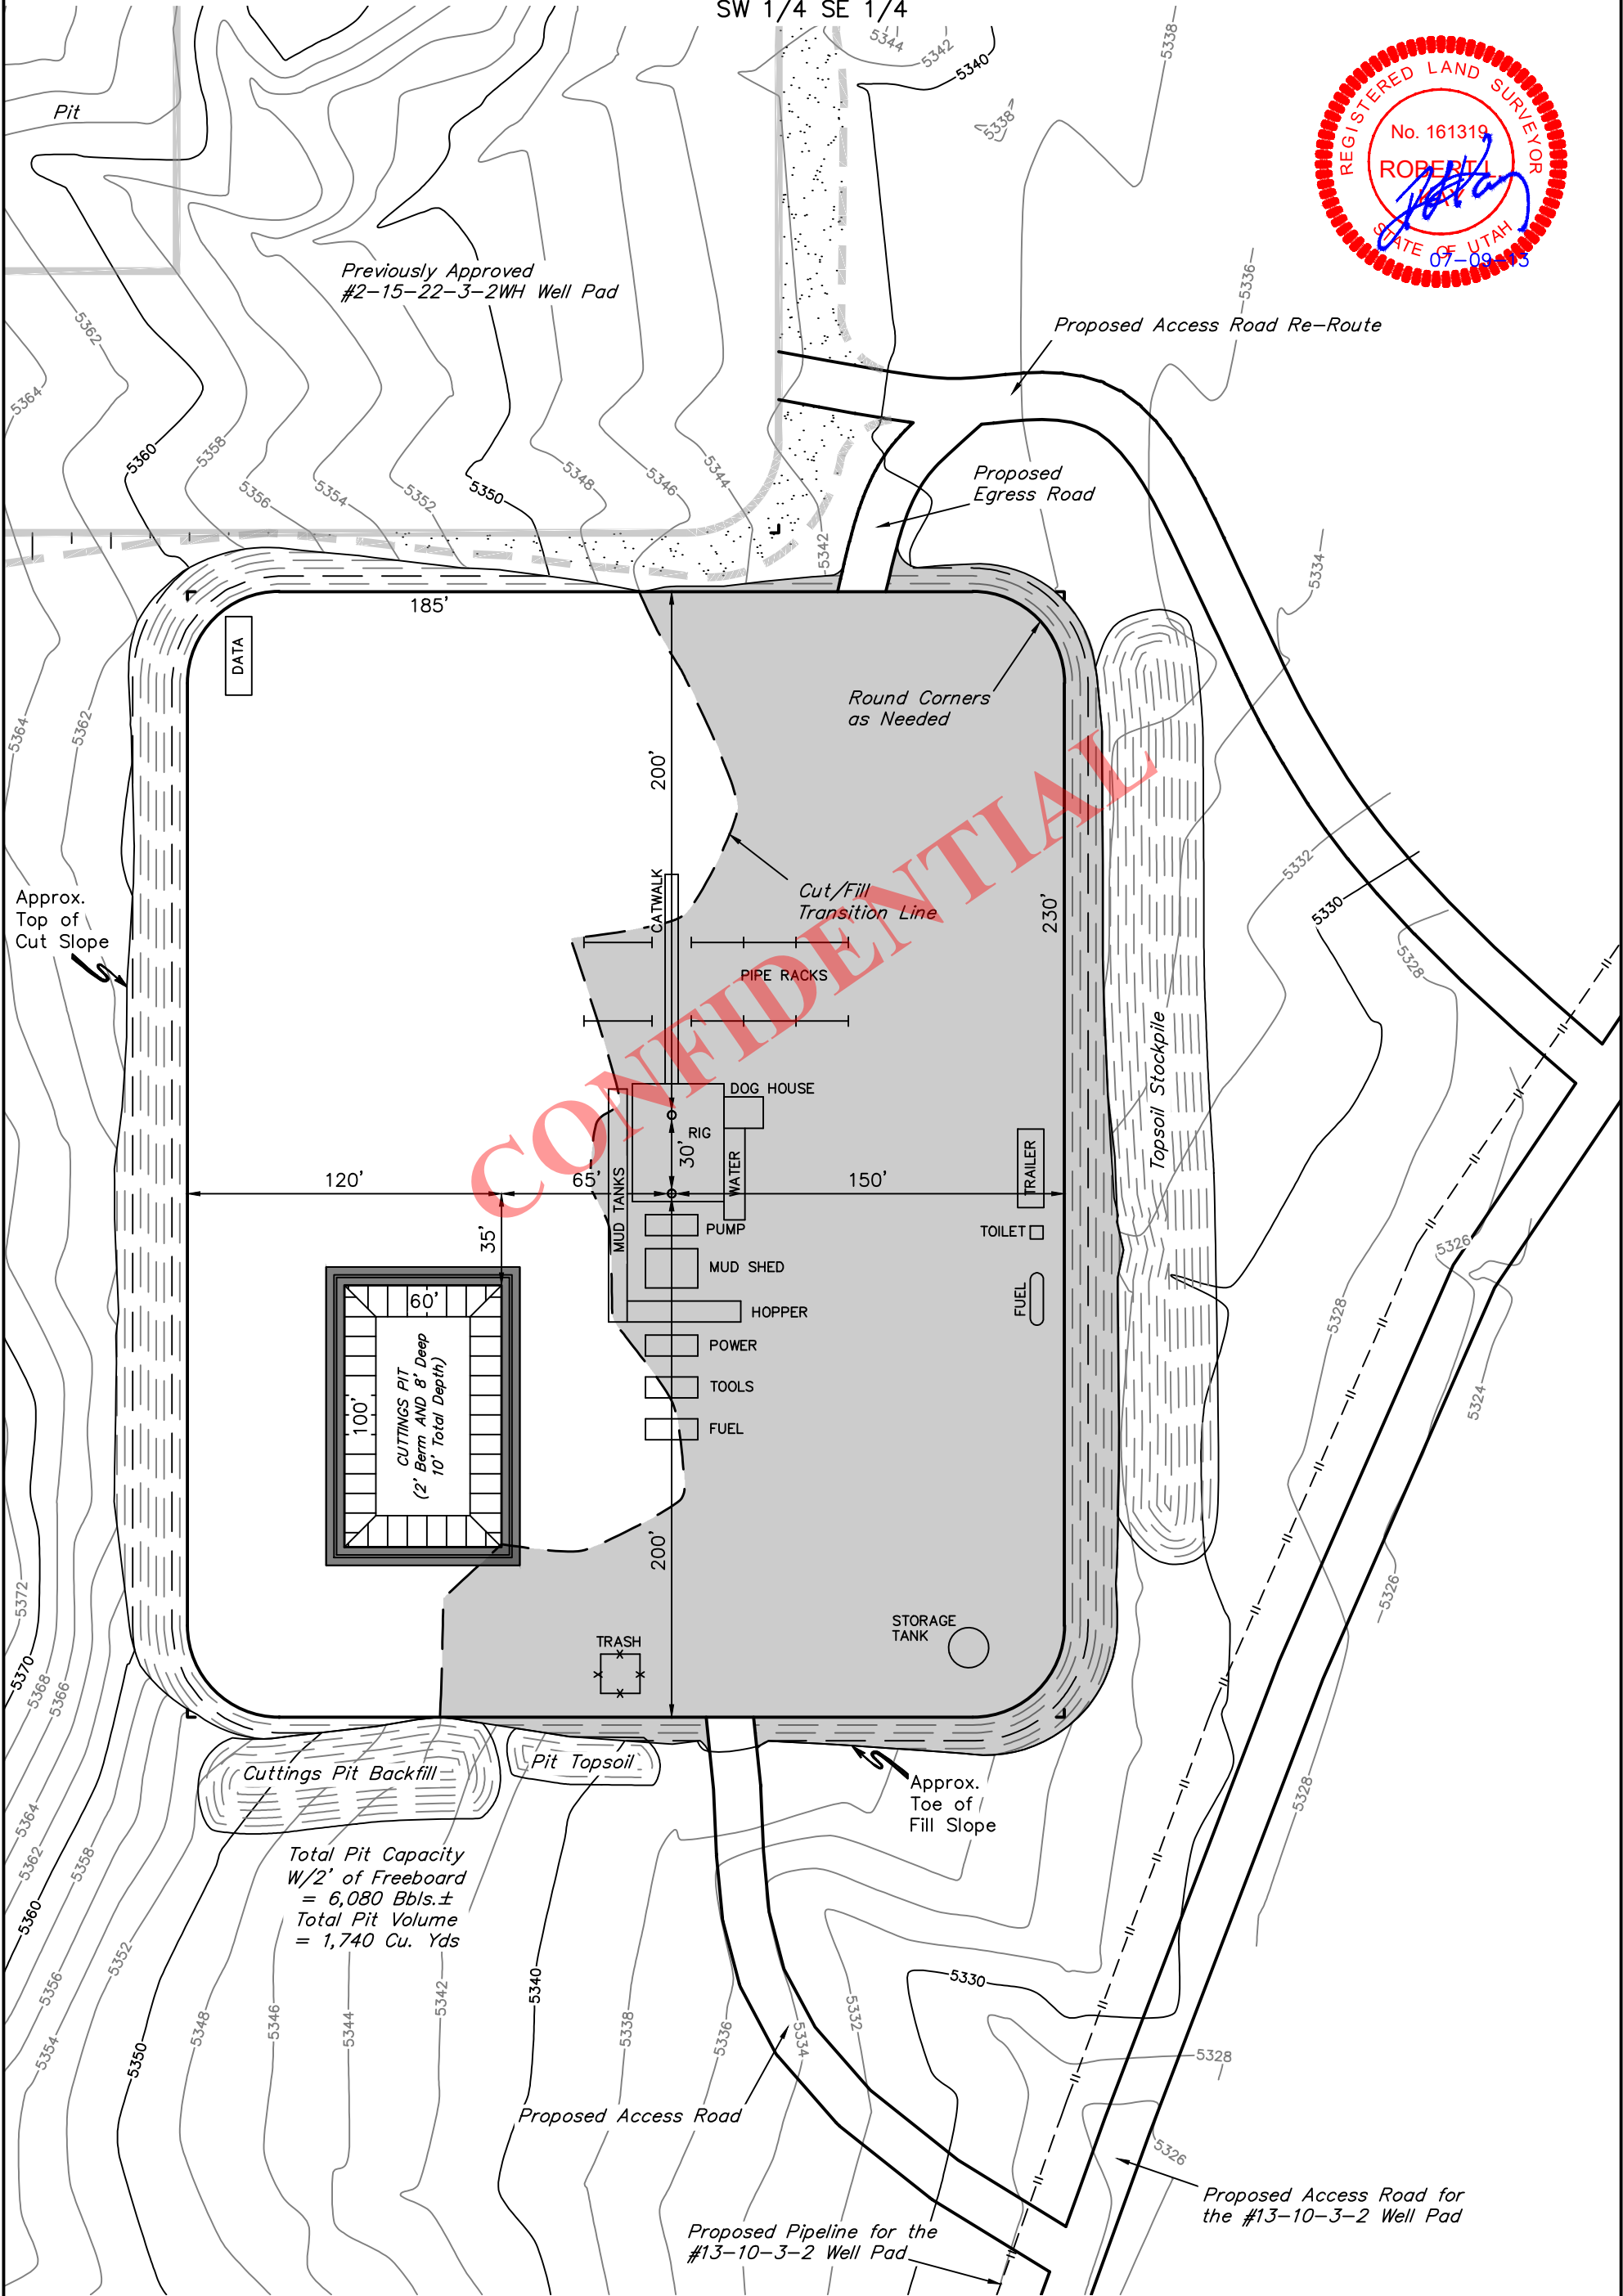 SW 1/4 SE 1/4
REGISTERED LAND SURVEYOR
No. 161319
ROBERT L.
KAY
STATE OF UTAH
07-09-13
Pit
5344
5342
5340
5338
5338
5336
Previously Approved
#2-15-22-3-2WH Well Pad
Proposed Access Road Re-Route
5362
5364
5360
5358
5356
5354
5352
5350
5348
5346
5344
5342
Proposed
Egress Road
5334
185'
DATA
Round Corners
as Needed
5364
5362
200'
CATWALK
Cut/Fill
Transition Line
230'
5332
5330
5328
Approx.
Top of
Cut Slope
PIPE RACKS
CONFIDENTIAL
Topsoil Stockpile
DOG HOUSE
RIG
30'
WATER
MUD TANKS
TRAILER
120'
65'
150'
35'
PUMP
TOILET
MUD SHED
FUEL
HOPPER
POWER
TOOLS
FUEL
60'
100'
CUTTINGS PIT
(2' Berm AND 8' Deep
10' Total Depth)
5326
5328
5324
5326
5328
200'
STORAGE
TANK
TRASH
5372
5370
5368
5366
5364
5362
5360
5358
5356
5354
5352
5350
Cuttings Pit Backfill
Pit Topsoil
Approx.
Toe of
Fill Slope
Total Pit Capacity
W/2' of Freeboard
= 6,080 Bbls.±
Total Pit Volume
= 1,740 Cu. Yds
5348
5346
5344
5342
5340
5338
5336
5334
5332
5330
5328
5326
Proposed Access Road
Proposed Access Road for
the #13-10-3-2 Well Pad
Proposed Pipeline for the
#13-10-3-2 Well Pad